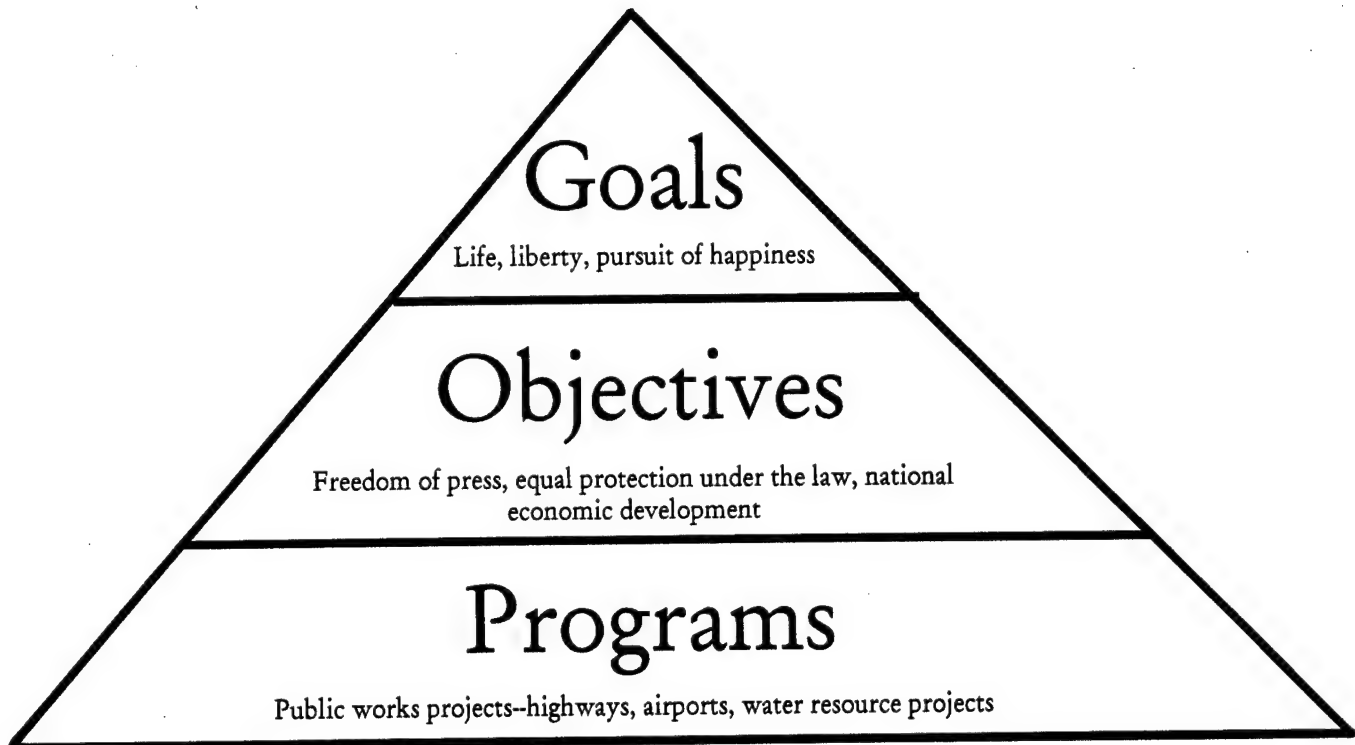 Goals
Life, liberty, pursuit of happiness
Objectives
Freedom of press, equal protection under the law, national
economic development
Programs
Public works projects--highways, airports, water resource projects